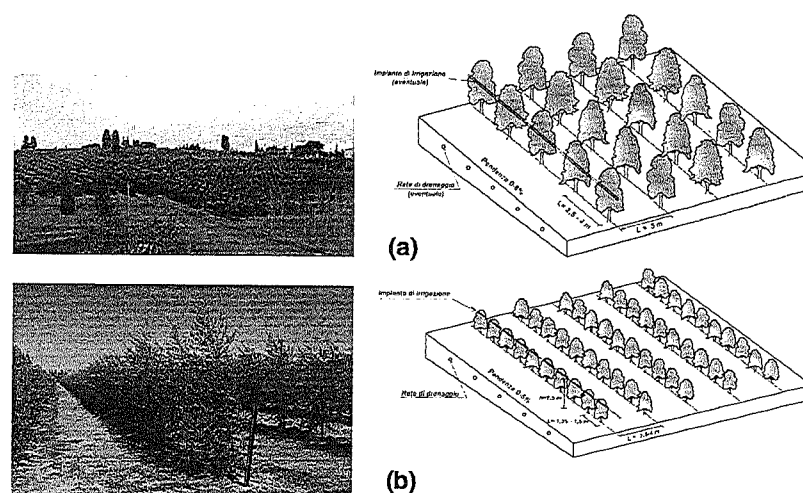 Impianto di irrigazione
(eventuale)
Pendenza 0.5%
Rete di drenaggio
(eventuale)
L = 5 m
(a)
Impianto di irrigazione
Pendenza 0.5%
Rete di drenaggio
(b)